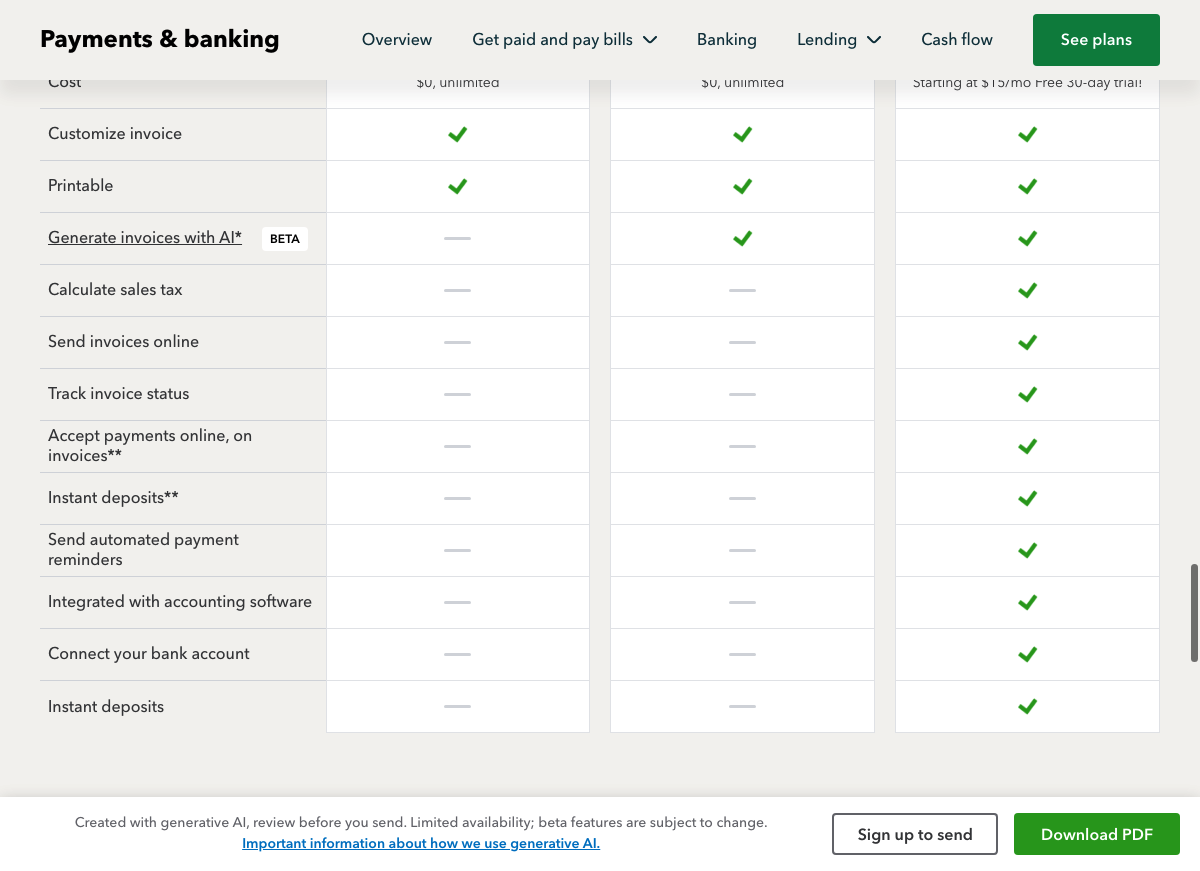 Payments & banking
Overview
Get paid and pay bills
Banking
Lending
Cash flow
See plans
Cost
$0, unlimited
$0, unlimited
Starting at $15/mo Free 30-day trial!
Customize invoice
Printable
Generate invoices with AI*
BETA
Calculate sales tax
Send invoices online
Track invoice status
Accept payments online, on
invoices**
Instant deposits**
Send automated payment
reminders
Integrated with accounting software
Connect your bank account
Instant deposits
Created with generative AI, review before you send. Limited availability; beta features are subject to change.
Important information about how we use generative AI.
Sign up to send
Download PDF